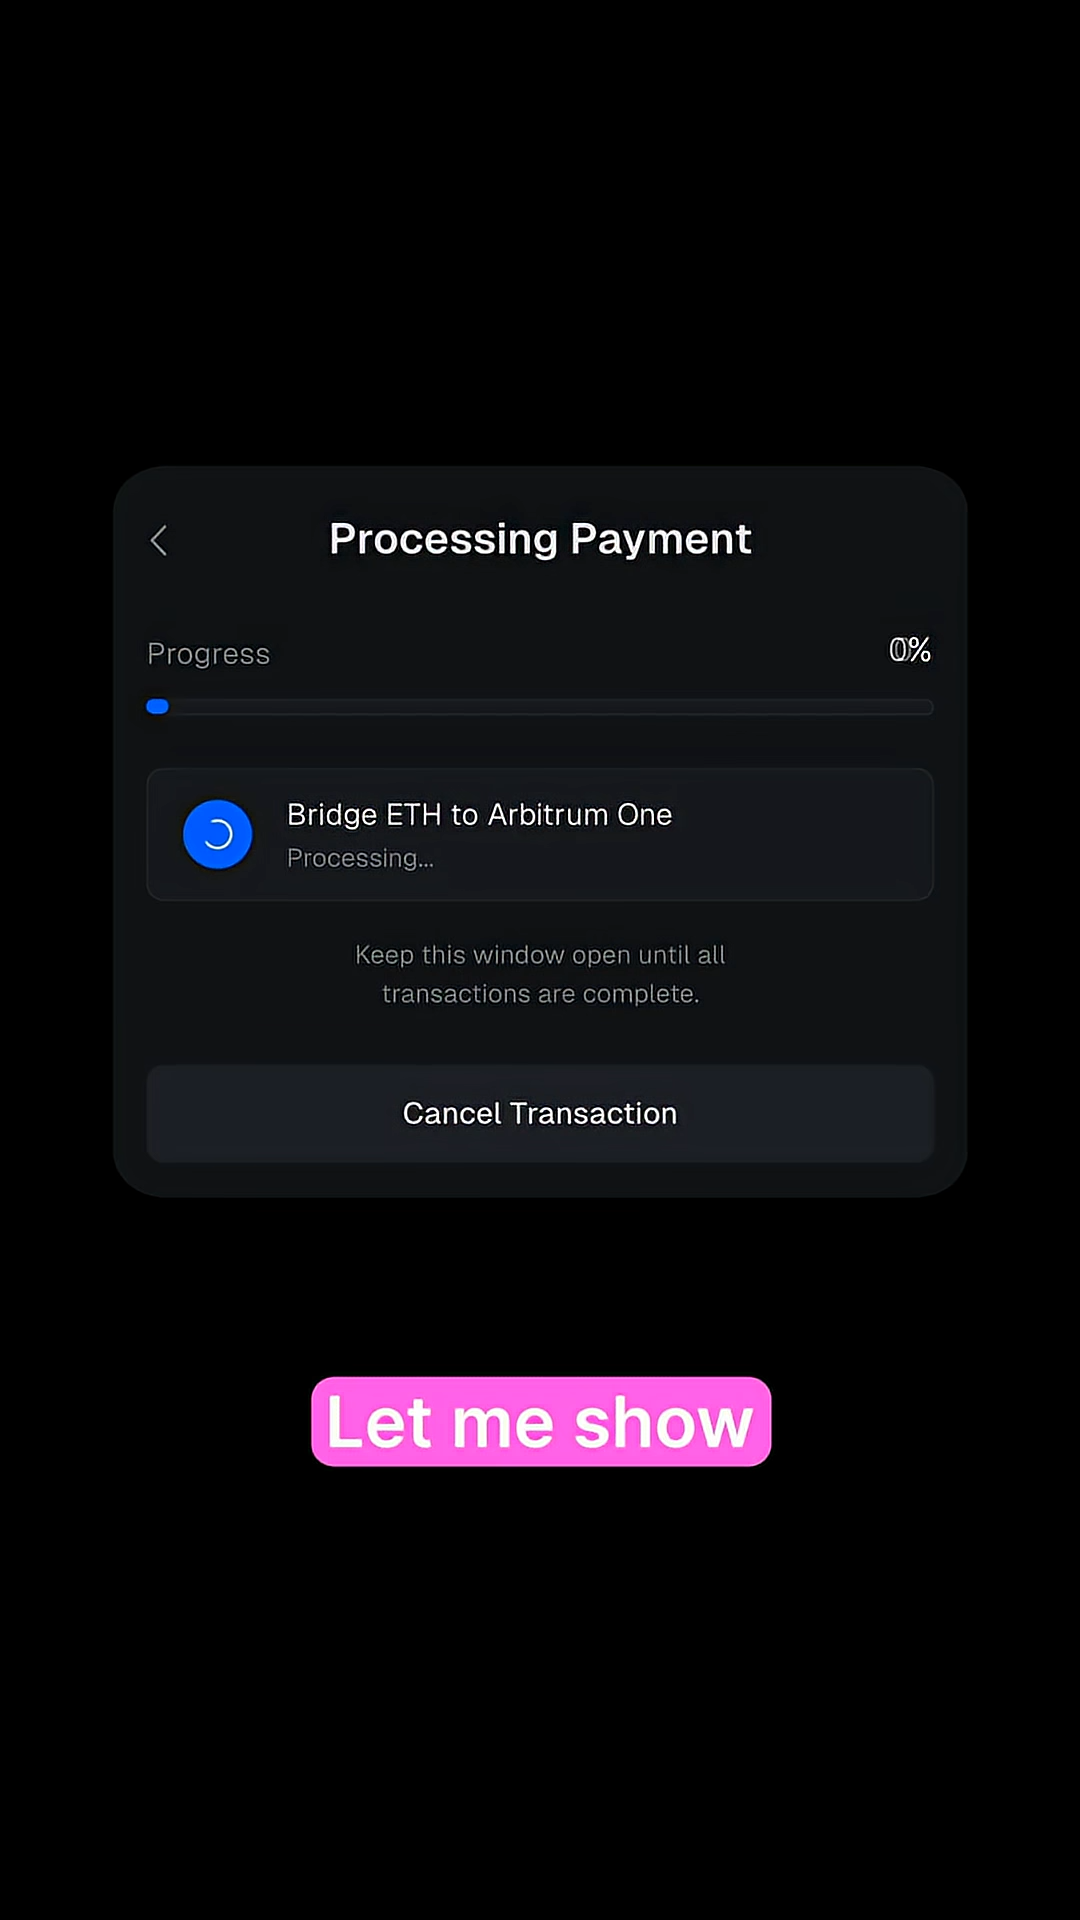 Processing Payment
Progress
0%
Bridge ETH to Arbitrum One
Processing...
Keep this window open until all
transactions are complete.
Cancel Transaction
Let me show